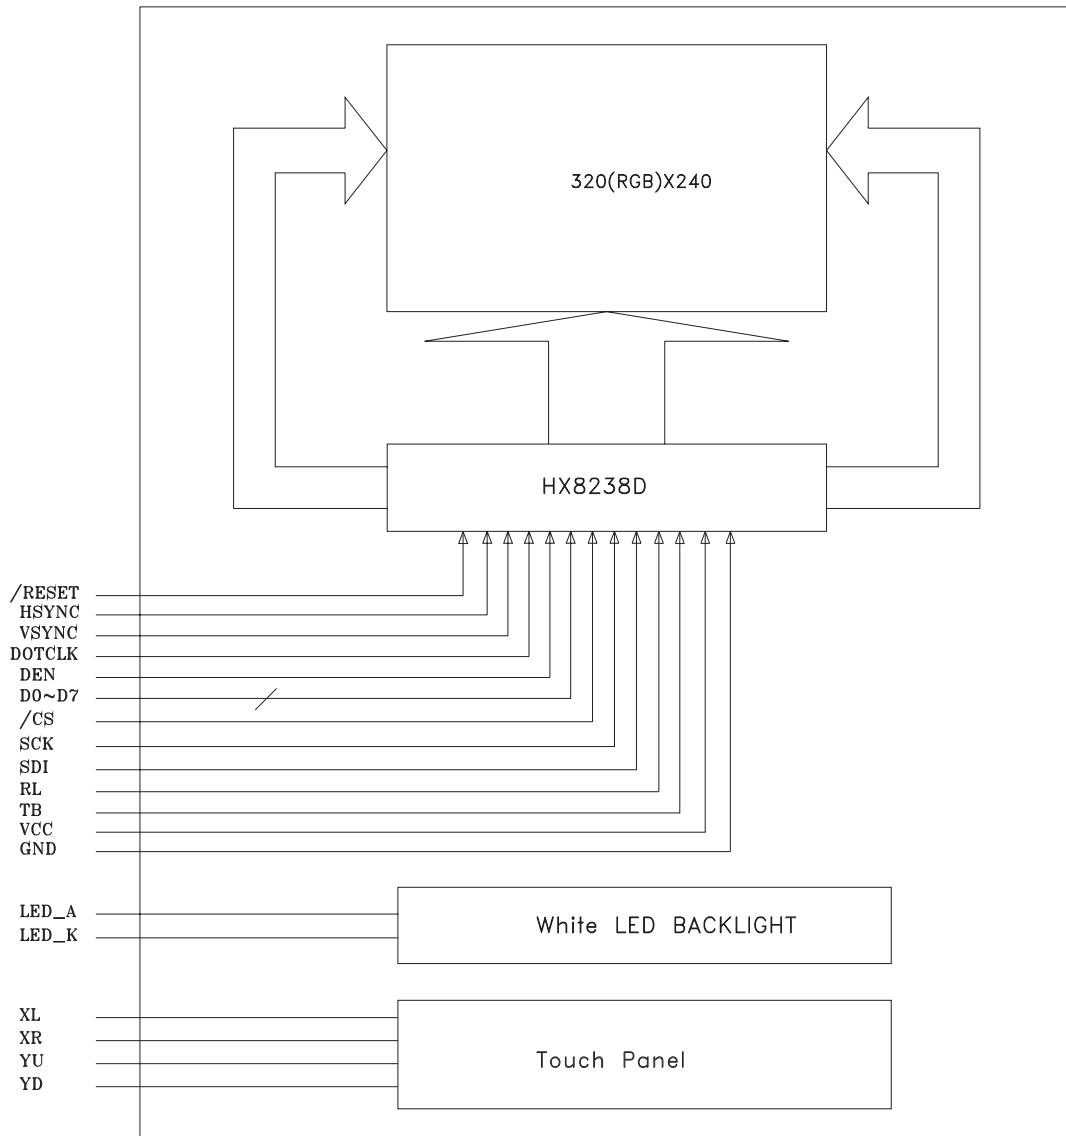 320(RGB)X240
HX8238D
/RESET
HSYNC
VSYNC
DOTCLK
DEN
D0~D7
/CS
SCK
SDI
RL
TB
VCC
GND
LED_A
LED_K
White LED BACKLIGHT
XL
XR
YU
YD
Touch Panel